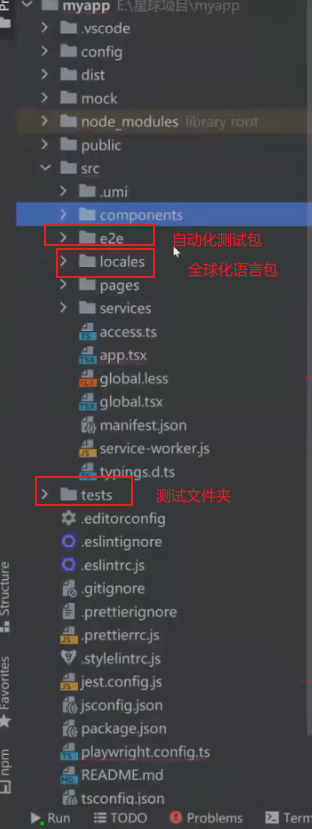 myapp E:\星球项目\myapp
.vscode
config
dist
mock
node_modules library root
public
src
.umi
components
e2e 自动化测试包
locales 全球化语言包
pages
services
access.ts
app.tsx
global.less
global.tsx
manifest.json
service-worker.js
typings.d.ts
tests 测试文件夹
.editorconfig
.eslintignore
.eslintrc.js
.gitignore
.prettierignore
.prettierrc.js
.stylelintrc.js
jest.config.js
jsconfig.json
package.json
playwright.config.ts
README.md
tsconfig.json
Structure
Favorites
npm
Run TODO Problems